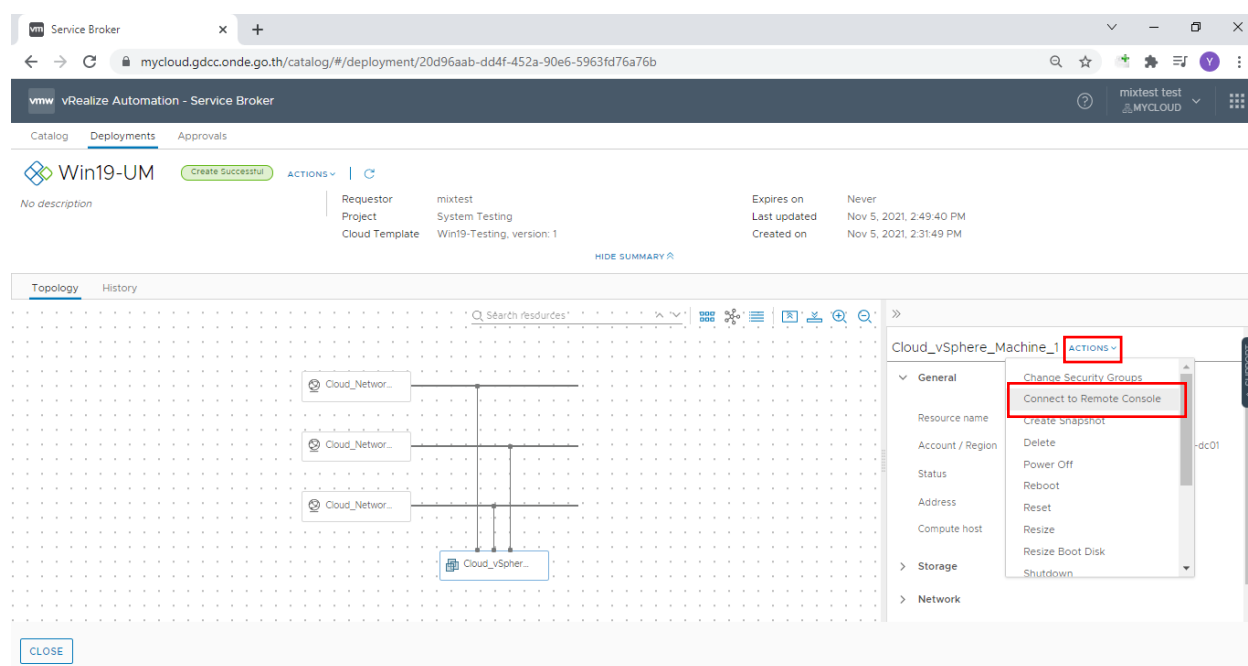 vm Service Broker
mycloud.gdcc.onde.go.th/catalog/#/deployment/20d96aab-dd4f-452a-90e6-5963fd76a76b
Y
vmw vRealize Automation - Service Broker
mixtest test
MYCLOUD
Catalog Deployments Approvals
Win19-UM Create Successful ACTIONS
No description
Requestor mixtest
Project System Testing
Cloud Template Win19-Testing, version: 1
Expires on Never
Last updated Nov 5, 2021, 2:49:40 PM
Created on Nov 5, 2021, 2:31:49 PM
HIDE SUMMARY
Topology History
Search resources
Cloud_Networ...
Cloud_Networ...
Cloud_Networ...
Cloud_vSpher...
Cloud_vSphere_Machine_1 ACTIONS
General
Resource name
Account / Region
-dc01
Status
Address
Compute host
Storage
Network
Change Security Groups
Connect to Remote Console
Create Snapshot
Delete
Power Off
Reboot
Reset
Resize
Resize Boot Disk
Shutdown
CLOSE